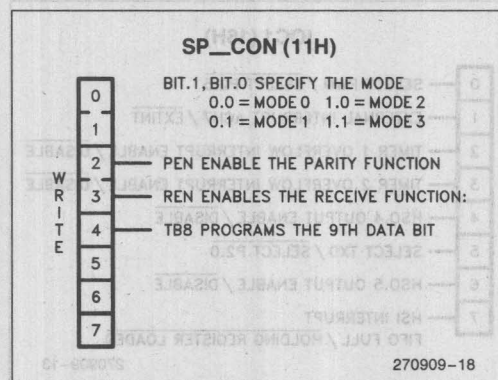 SP__CON (11H)
BIT.1, BIT.0 SPECIFY THE MODE
0.0 = MODE 0 1.0 = MODE 2
0.1 = MODE 1 1.1 = MODE 3
0
1
2 PEN ENABLE THE PARITY FUNCTION
3 REN ENABLES THE RECEIVE FUNCTION:
4 TB8 PROGRAMS THE 9TH DATA BIT
5
6
7
WRITE
270909-18